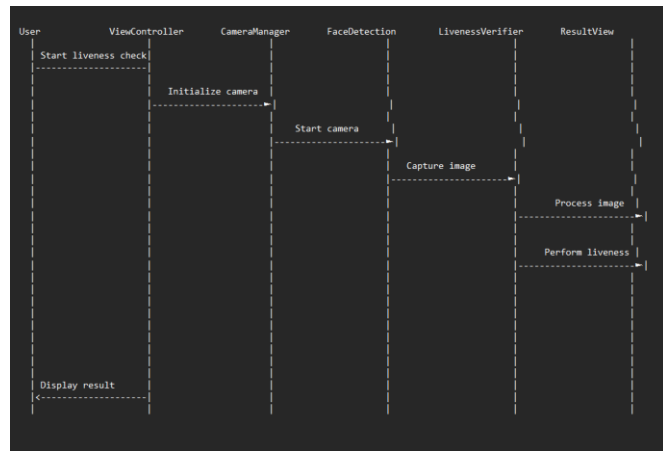 User ViewController CameraManager FaceDetection LivenessVerifier ResultView
Start liveness check
Initialize camera
Start camera
Capture image
Process image
Perform liveness
Display result